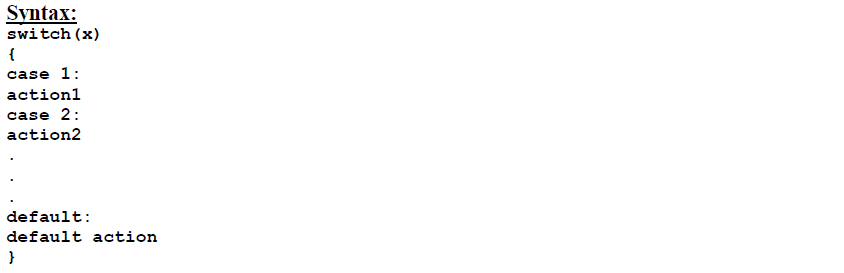 Syntax:
switch(x)
{
case 1:
action1
case 2:
action2
.
.
.
default:
default action
}